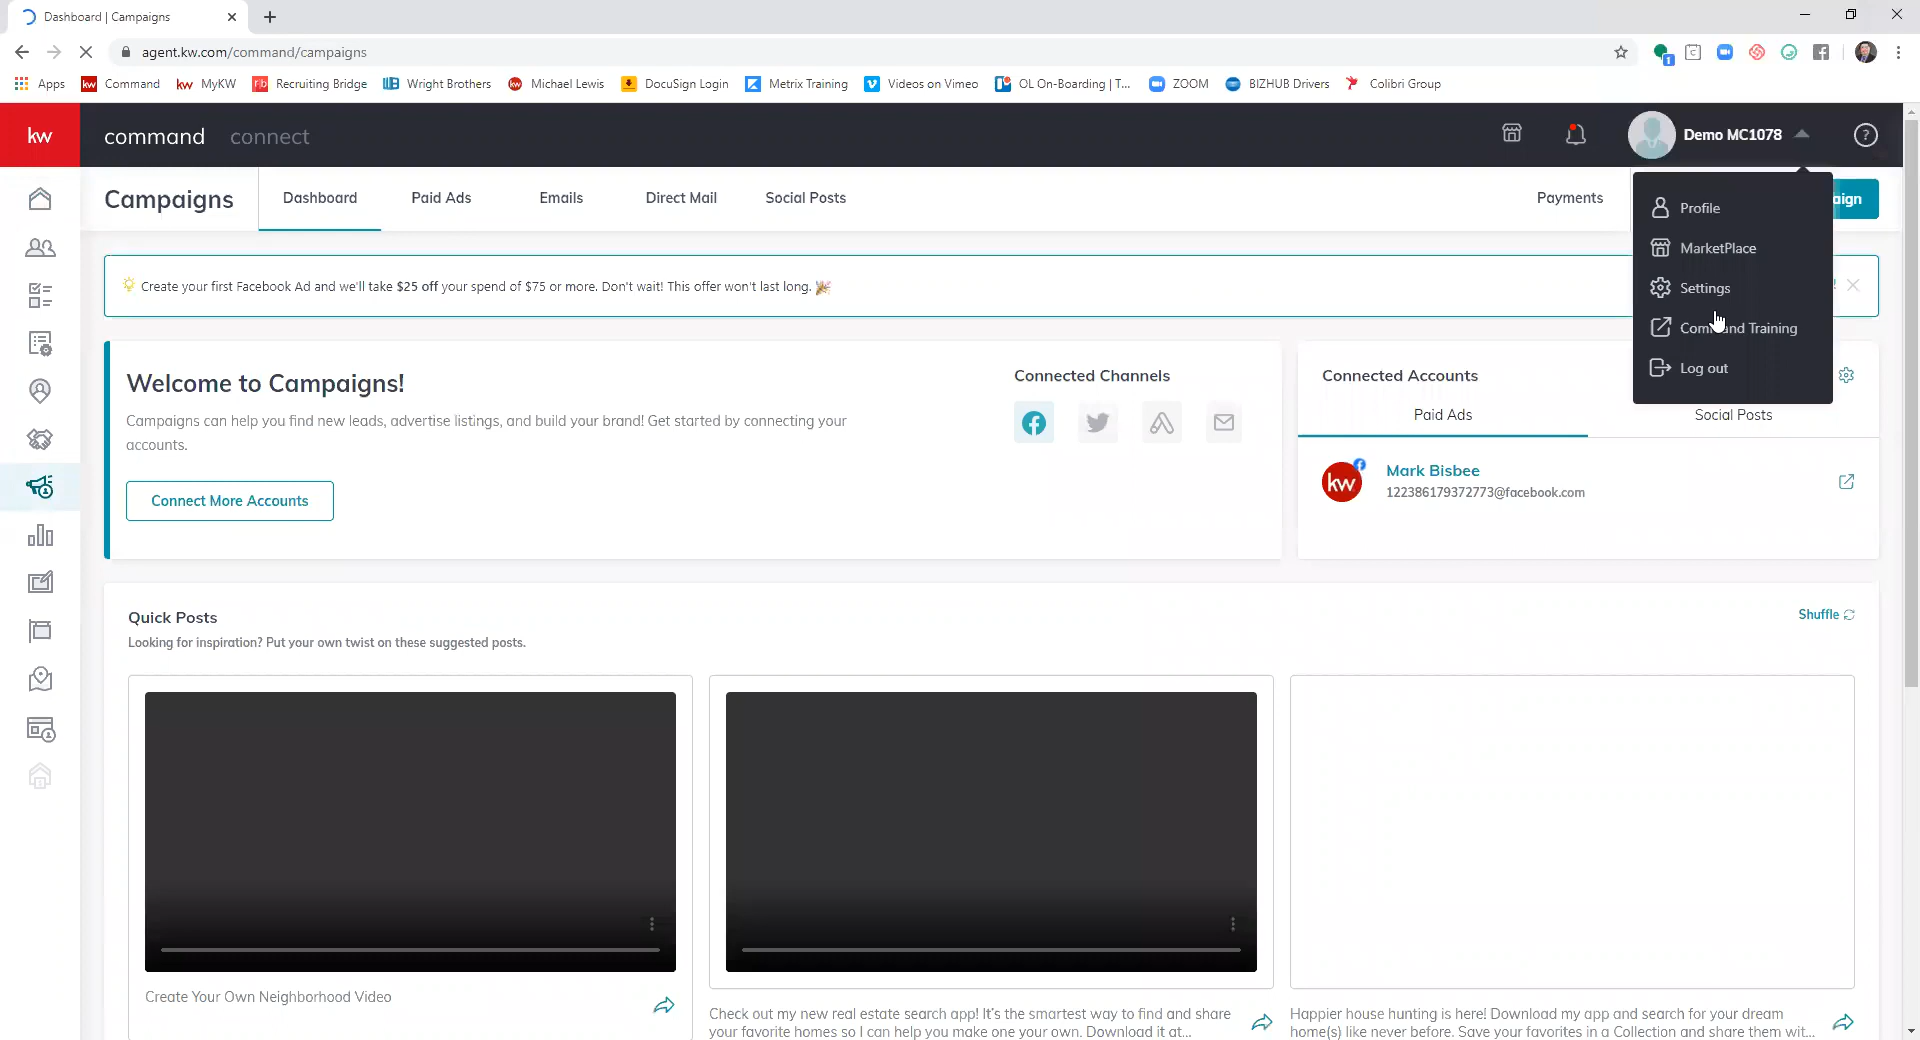 Dashboard | Campaigns
agent.kw.com/command/campaigns
1
Apps kw Command kw MyKW rb Recruiting Bridge Wright Brothers kw Michael Lewis DocuSign Login Metrix Training Videos on Vimeo OL On-Boarding | T... ZOOM BIZHUB Drivers Colibri Group
kw command connect Demo MC1078 ?
Campaigns Dashboard Paid Ads Emails Direct Mail Social Posts Payments aign
Profile
MarketPlace
Settings
Command Training
Log out
Create your first Facebook Ad and we'll take $25 off your spend of $75 or more. Don't wait! This offer won't last long. !
Welcome to Campaigns!
Campaigns can help you find new leads, advertise listings, and build your brand! Get started by connecting your
accounts.
Connect More Accounts
Connected Channels
Connected Accounts
Paid Ads Social Posts
kw Mark Bisbee
122386179372773@facebook.com
Quick Posts
Looking for inspiration? Put your own twist on these suggested posts.
Shuffle
Create Your Own Neighborhood Video
Check out my new real estate search app! It's the smartest way to find and share
your favorite homes so I can help you make one your own. Download it at...
Happier house hunting is here! Download my app and search for your dream
home(s) like never before. Save your favorites in a Collection and share them wit...